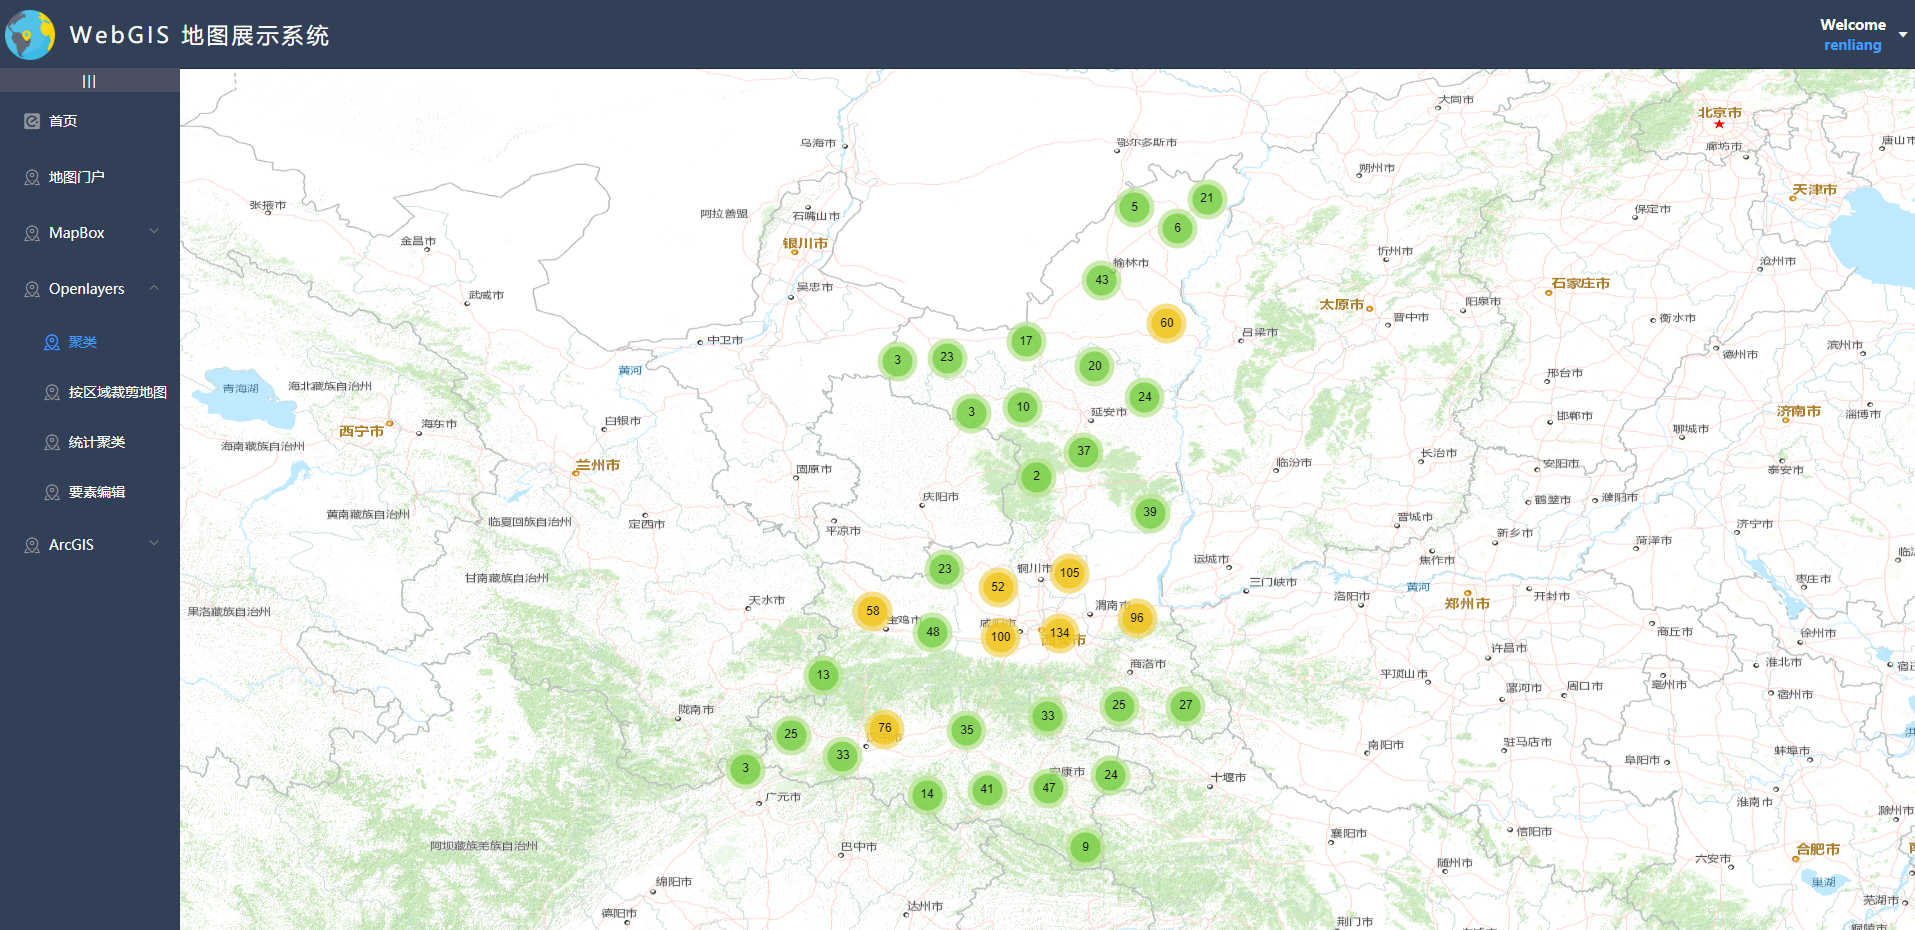 WebGIS 地图展示系统
Welcome
renliang
|||
首页
地图门户
MapBox
Openlayers
聚类
按区域裁剪地图
统计聚类
要素编辑
ArcGIS
大同市
北京市
唐山市
廊坊市
乌海市
鄂尔多斯市
朔州市
天津市
张掖市
阿拉善盟
石嘴山市
5
21
6
保定市
金昌市
银川市
忻州市
沧州市
榆林市
43
吴忠市
石家庄市
武威市
太原市
阳泉市
晋中市
衡水市
60
吕梁市
中卫市
17
3
23
20
德州市
滨州市
黄河
邢台市
青海湖
海北藏族自治州
24
10
3
延安市
济南市
淄博市
邯郸市
西宁市
海东市
白银市
聊城市
海南藏族自治州
37
长治市
兰州市
固原市
临汾市
安阳市
泰安市
2
庆阳市
鹤壁市
濮阳市
黄南藏族自治州
临夏回族自治州
定西市
39
晋城市
济宁市
平凉市
新乡市
菏泽市
运城市
焦作市
23
铜川市
105
甘南藏族自治州
三门峡市
黄河
枣庄市
52
洛阳市
郑州市
开封市
天水市
渭南市
果洛藏族自治州
58
宝鸡市
96
48
100
134
商丘市
徐州市
许昌市
商洛市
淮北市
13
平顶山市
漯河市
周口市
亳州市
宿州市
陇南市
25
27
33
76
35
25
南阳市
驻马店市
蚌埠市
33
阜阳市
3
安康市
24
十堰市
广元市
14
41
47
淮南市
滁州市
襄阳市
信阳市
阿坝藏族羌族自治州
巴中市
9
合肥市
六安市
随州市
巢湖
绵阳市
芜湖市
达州市
德阳市
荆门市